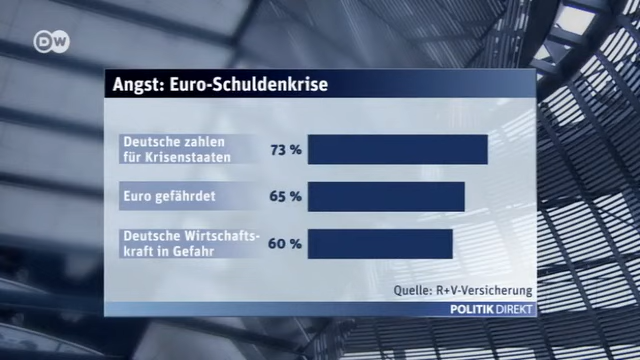 DW
Angst: Euro-Schuldenkrise
Deutsche zahlen
für Krisenstaaten
73 %
Euro gefährdet
65 %
Deutsche Wirtschafts-
kraft in Gefahr
60 %
Quelle: R+V-Versicherung
POLITIK DIREKT